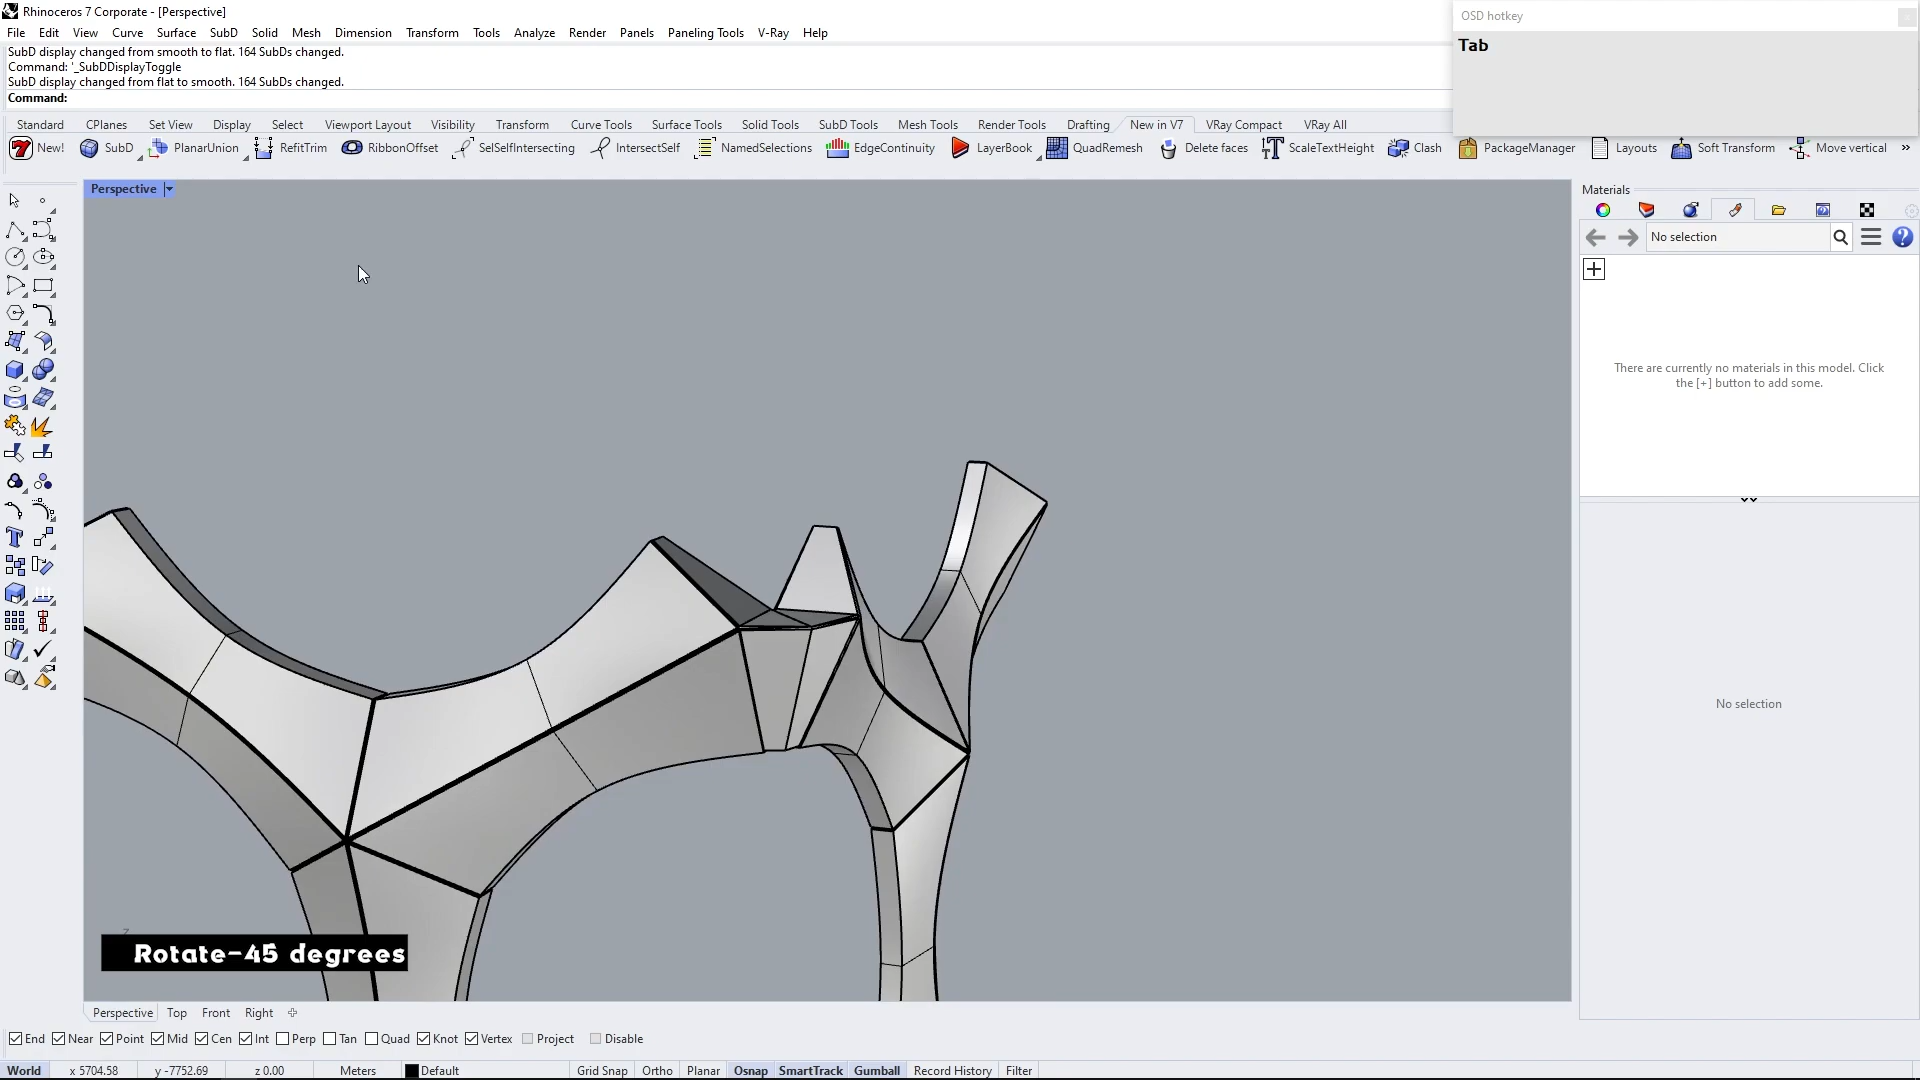 Rhinoceros 7 Corporate - [Perspective]
File Edit View Curve Surface SubD Solid Mesh Dimension Transform Tools Analyze Render Panels Paneling Tools V-Ray Help
SubD display changed from smooth to flat. 164 SubDs changed.
Command: '_SubDDisplayToggle
SubD display changed from flat to smooth. 164 SubDs changed.
Command:
OSD hotkey
Tab
Standard CPlanes Set View Display Select Viewport Layout Visibility Transform Curve Tools Surface Tools Solid Tools SubD Tools Mesh Tools Render Tools Drafting New in V7 VRay Compact VRay All
New! SubD PlanarUnion RefitTrim RibbonOffset SelSelfIntersecting IntersectSelf NamedSelections EdgeContinuity LayerBook QuadRemesh Delete faces ScaleTextHeight Clash PackageManager Layouts Soft Transform Move vertical »
Perspective
Materials
No selection
There are currently no materials in this model. Click
the [+] button to add some.
No selection
z
Rotate-45 degrees
Perspective Top Front Right
End Near Point Mid Cen Int Perp Tan Quad Knot Vertex Project Disable
World x 5704.58 y -7752.69 z 0.00 Meters Default Grid Snap Ortho Planar Osnap SmartTrack Gumball Record History Filter